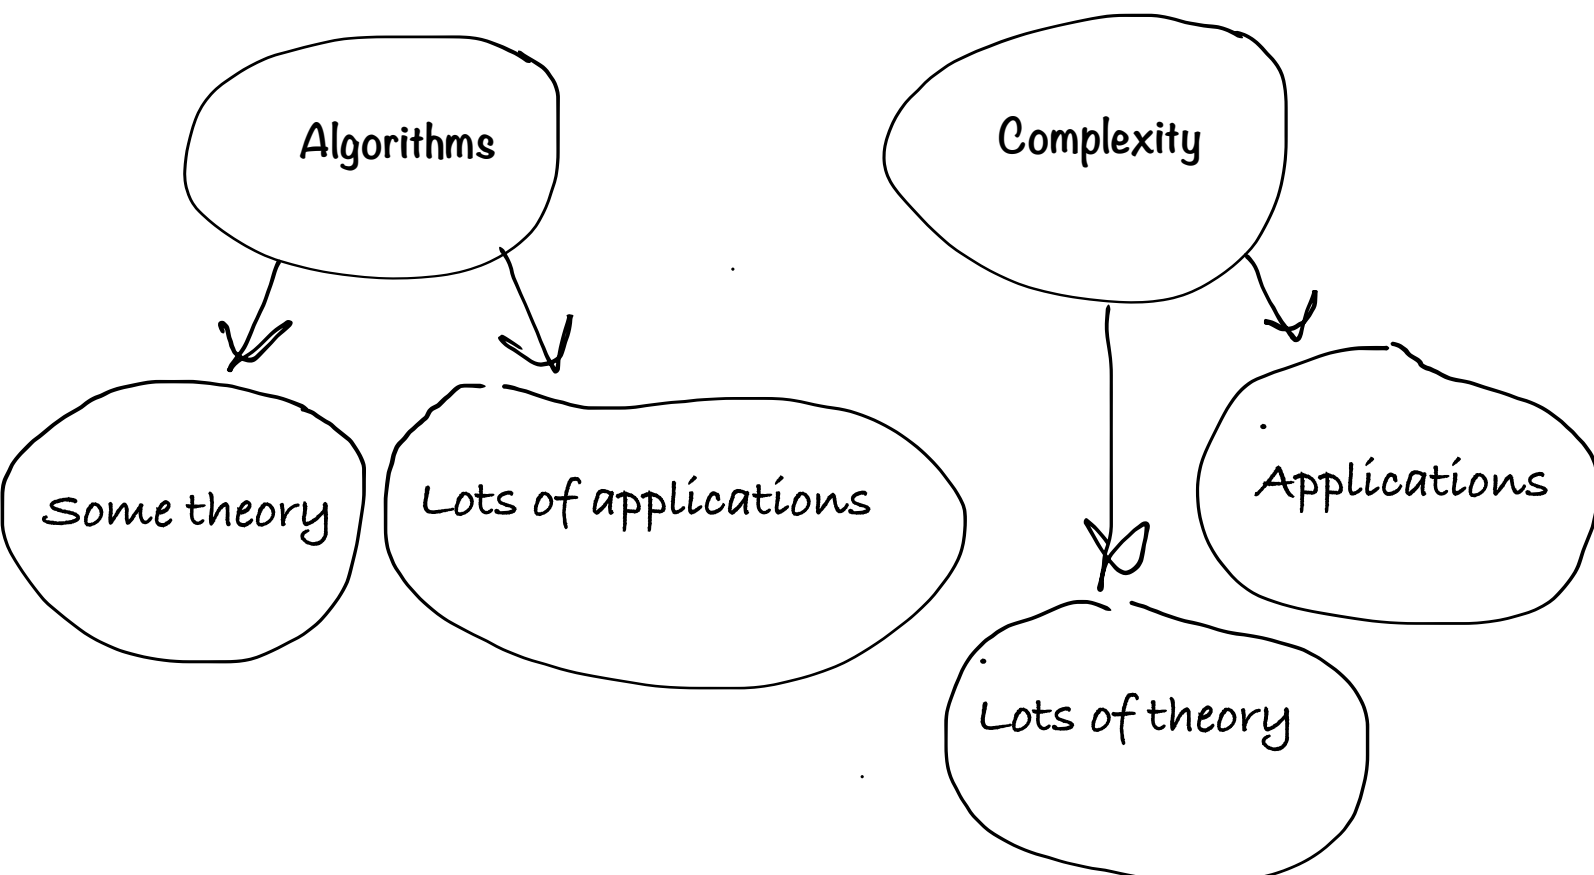 Algorithms
Complexity
Some theory
Lots of applications
Applications
Lots of theory